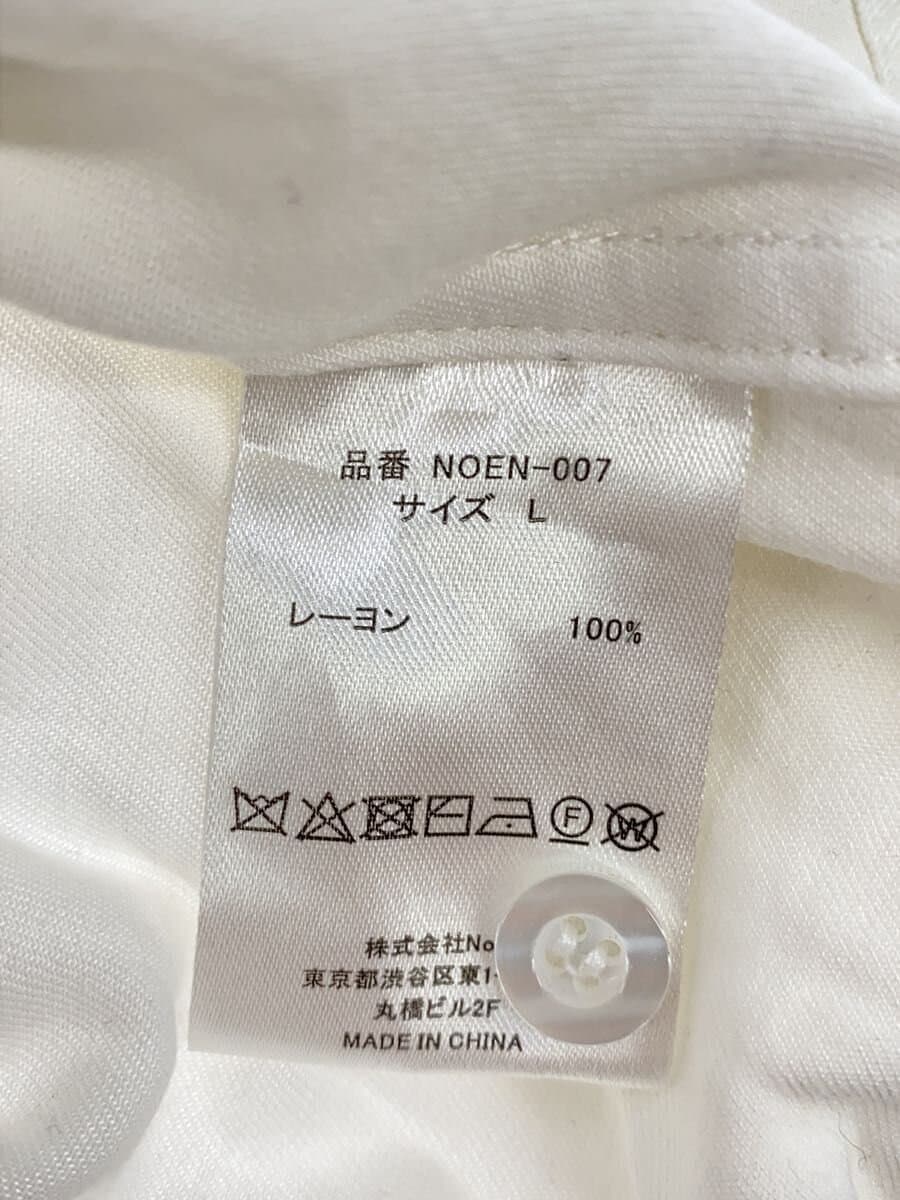 品番 NOEN-007
サイズ L
レーヨン 100%
F
W
株式会社No
東京都渋谷区東1-
丸橋ビル2F
MADE IN CHINA